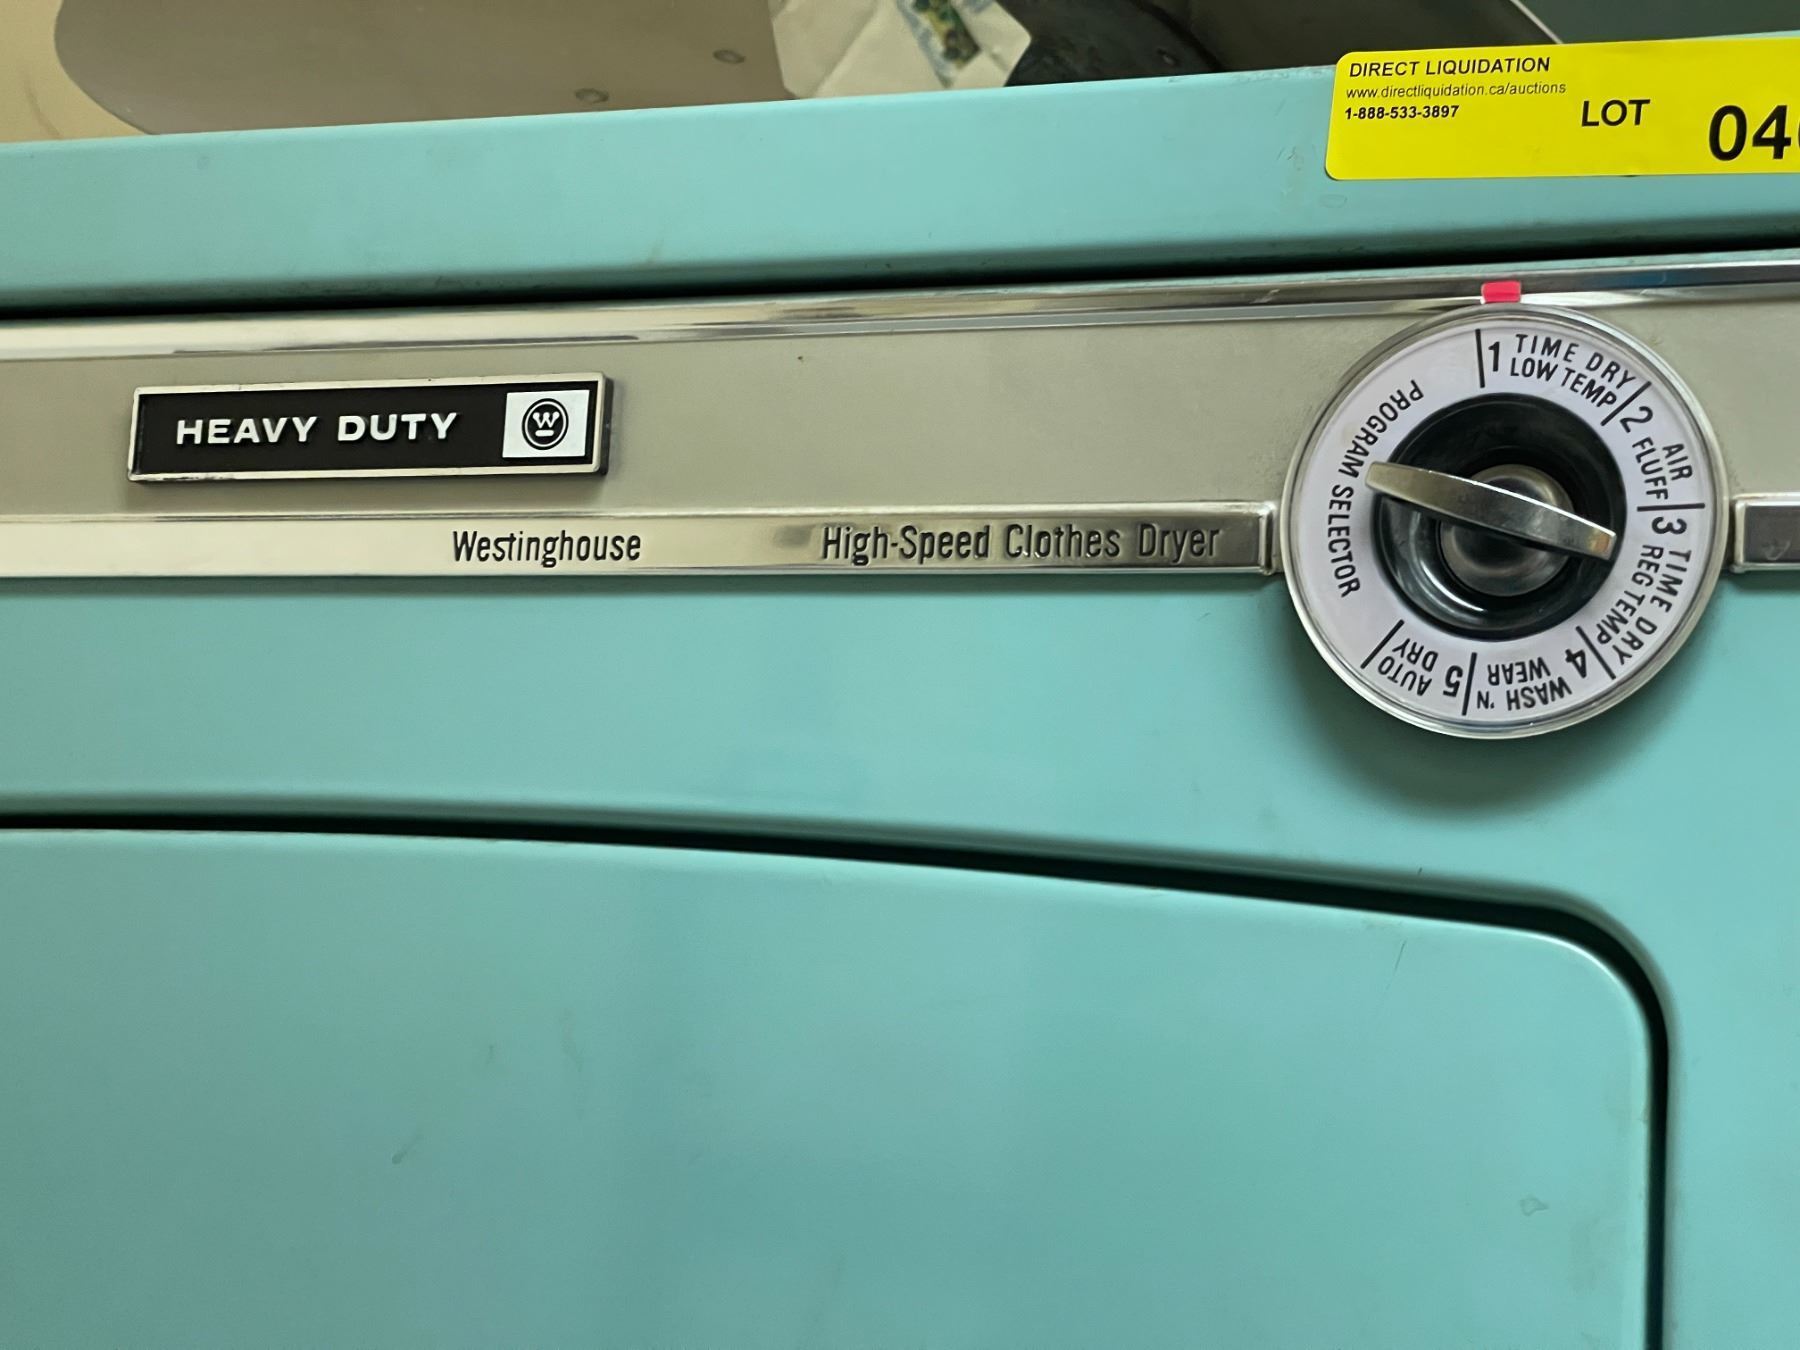 DIRECT LIQUIDATION
www.directliquidation.ca/auctions
1-888-533-3897
LOT
HEAVY DUTY
W
Westinghouse
High-Speed Clothes Dryer
PROGRAM SELECTOR
1 TIME DRY
LOW TEMP
2 AIR
FLUFF
3 TIME DRY
REG TEMP
4 WASH 'N
WEAR
5 AUTO
DRY